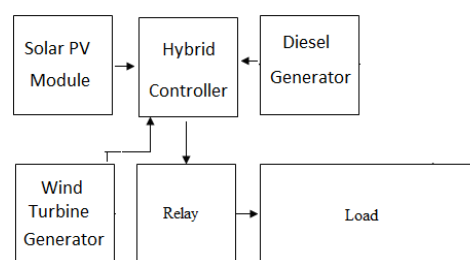 Solar PV
Module
Hybrid
Controller
Diesel
Generator
Wind
Turbine
Generator
Relay
Load